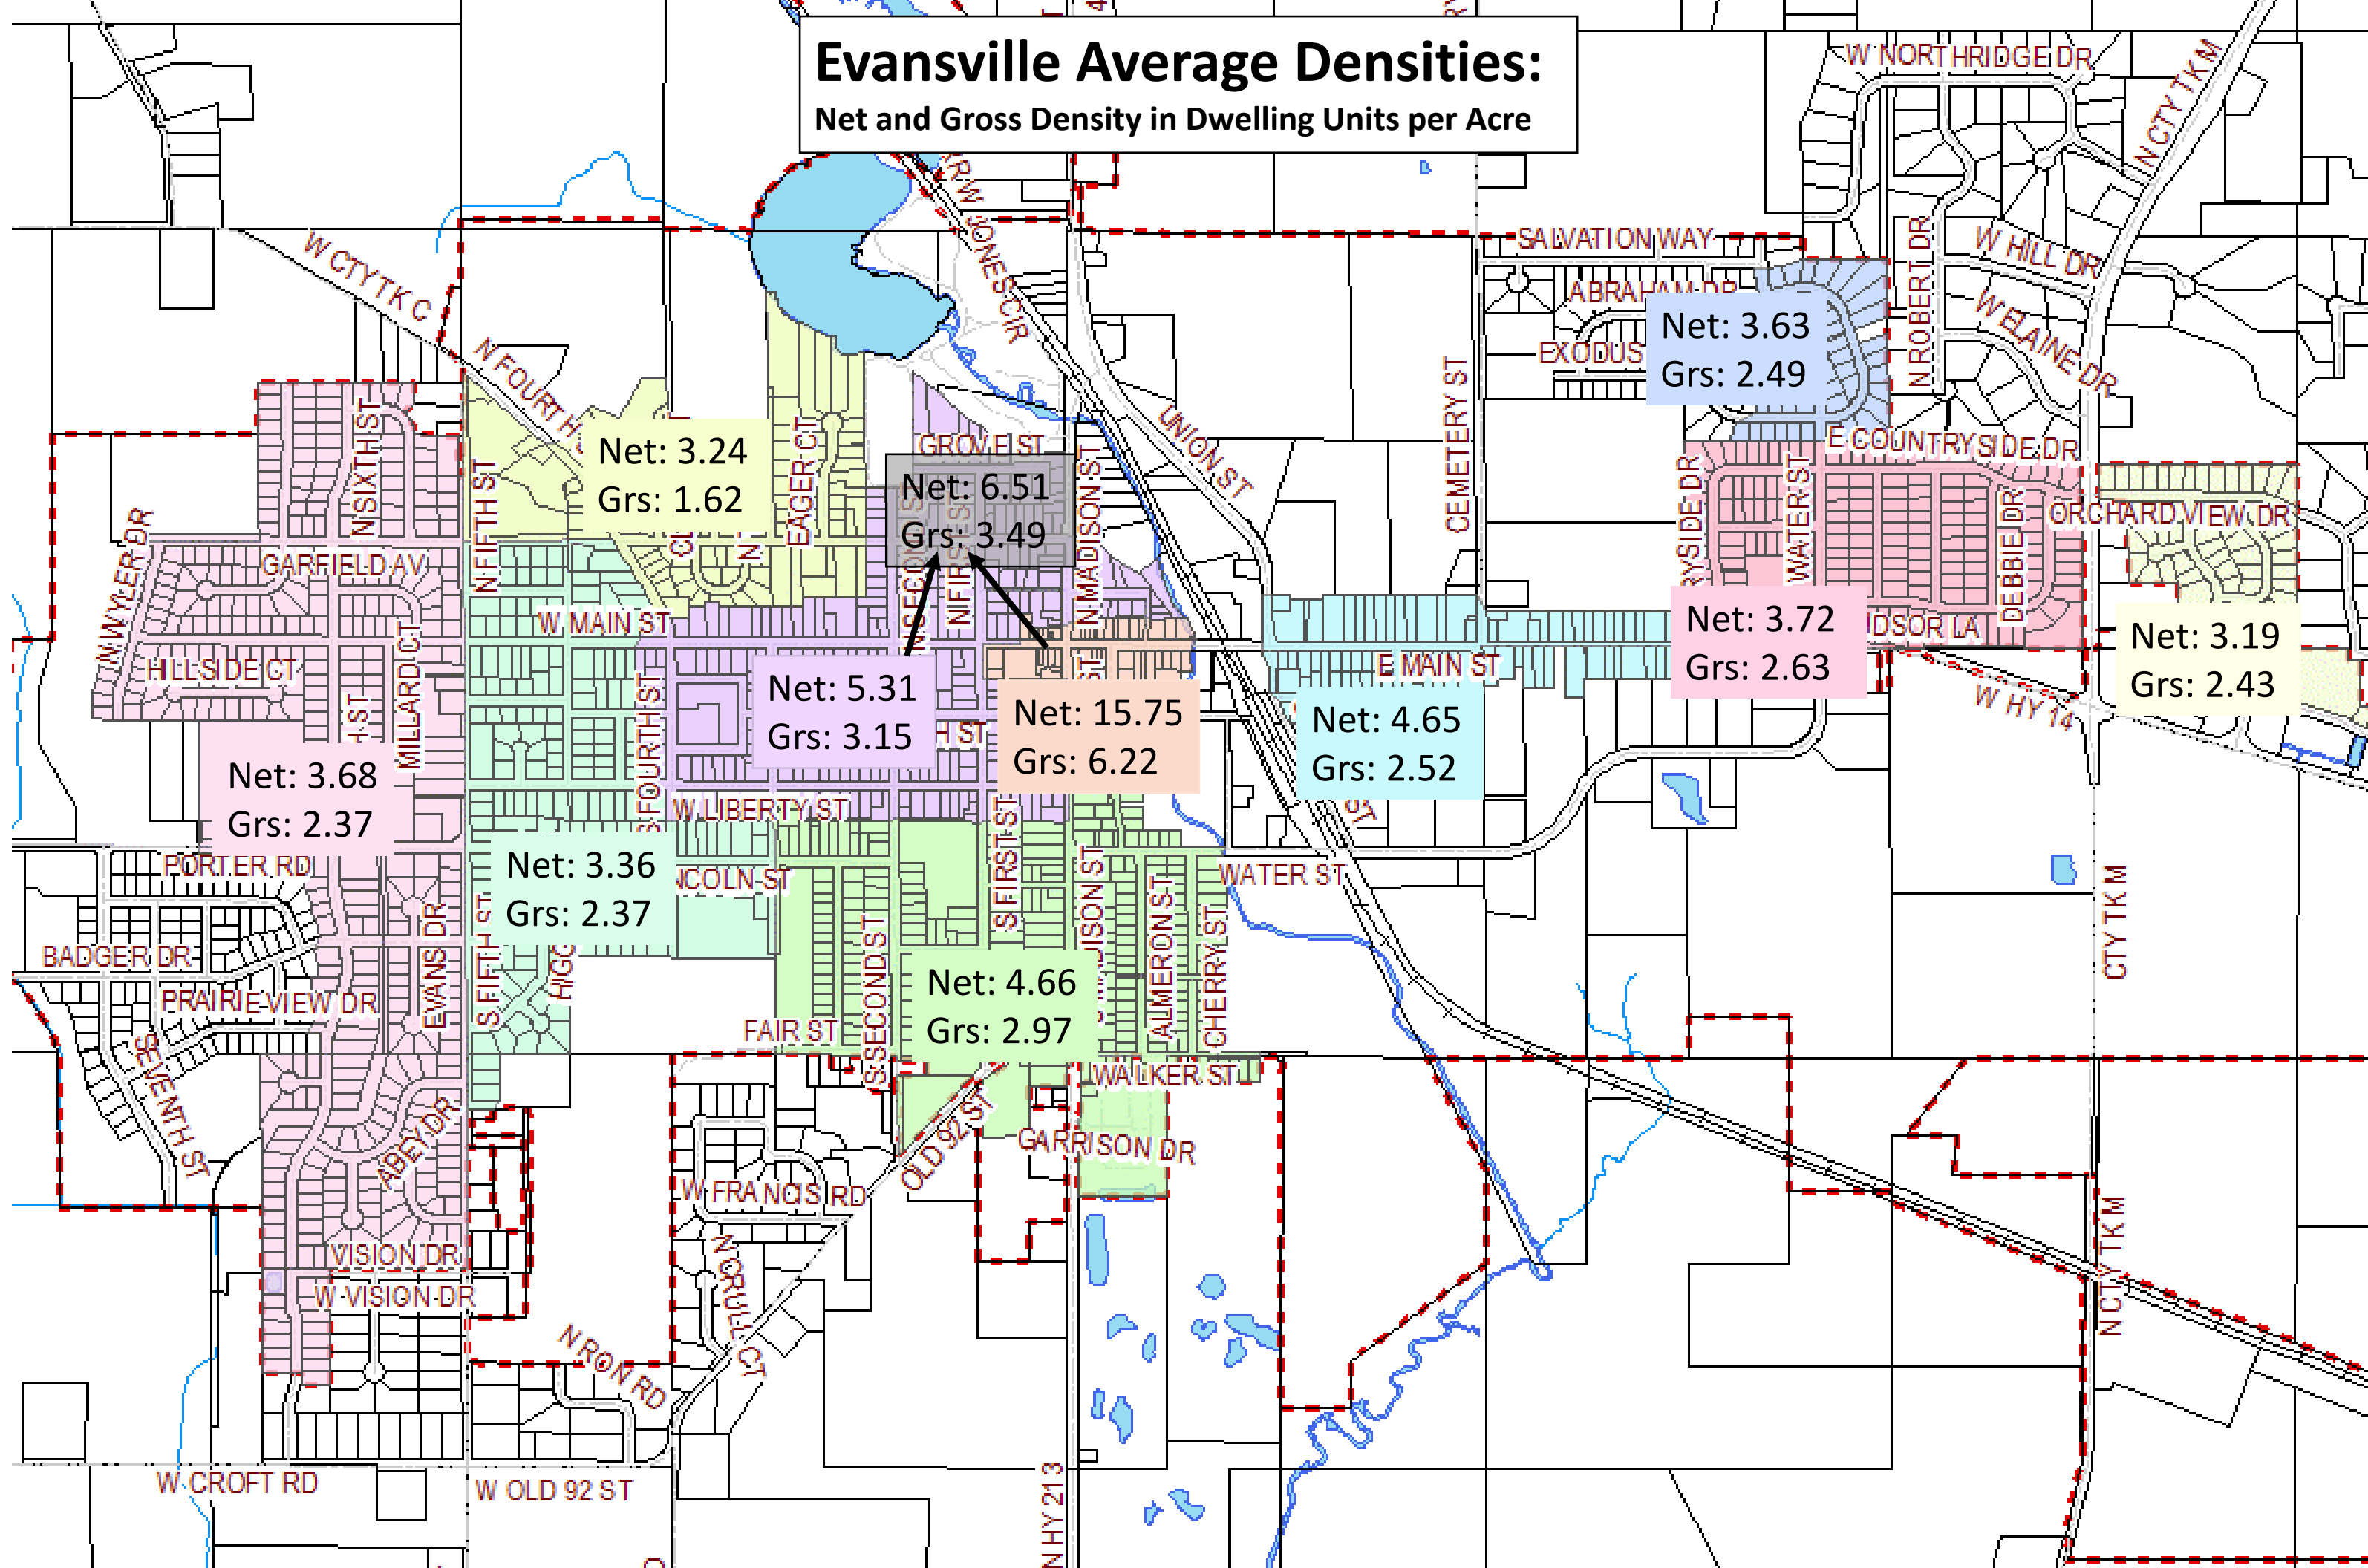 Evansville Average Densities:
Net and Gross Density in Dwelling Units per Acre
W NORTHRIDGE DR
N CTY TK M
JONES CIR
SALVATION WAY
W HILL DR
N ROBERT DR
W CTY TK C
ABRAHAM DR
Net: 3.63
Grs: 2.49
EXODUS
W ELAINE DR
N FOURTH
CEMETERY ST
UNION ST
N SIXTH ST
Net: 3.24
Grs: 1.62
EAGER CT
GROVE ST
E COUNTRYSIDE DR
N FIFTH ST
Net: 6.51
Grs: 3.49
N MADISON ST
WATER ST
DEBBIE DR
ORCHARD VIEW DR
N WYLER DR
GARFIELD AV
W MAIN ST
Net: 3.72
Grs: 2.63
Net: 3.19
Grs: 2.43
HILLSIDE CT
MILLARD CT
E MAIN ST
W HY 14
Net: 5.31
Grs: 3.15
H ST
Net: 15.75
Grs: 6.22
Net: 4.65
Grs: 2.52
S FOURTH ST
Net: 3.68
Grs: 2.37
W LIBERTY ST
Net: 3.36
Grs: 2.37
S FIRST ST
PORTER RD
WATER ST
CTY TK M
BADGER DR
EVANS DR
S FIFTH ST
S SECOND ST
ALMERON ST
CHERRY ST
Net: 4.66
Grs: 2.97
PRAIRIE VIEW DR
FAIR ST
SEVENTH ST
WALKER ST
ABEY DR
OLD 92 ST
GARRISON DR
W FRANCIS RD
VISION DR
W VISION DR
N CRULL CT
N CTY TK M
N RON RD
W CROFT RD
W OLD 92 ST
N HY 213